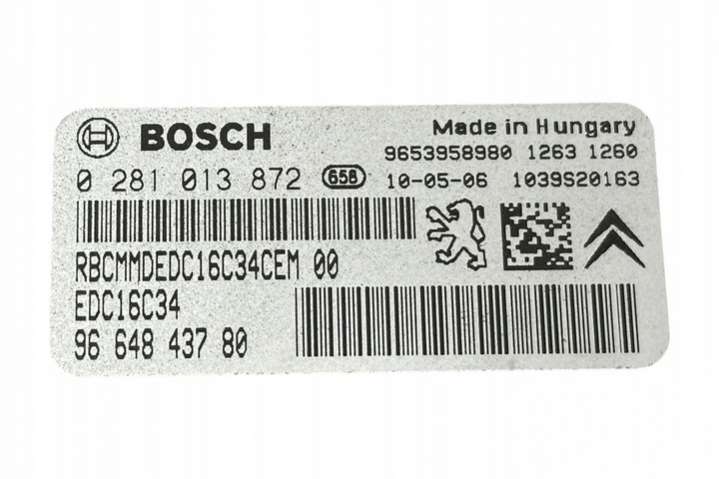 BOSCH
Made in Hungary
9653958980 1263 1260
0 281 013 872 658 10-05-06 1039S20163
RBCMMDEDC16C34CEM 00
EDC16C34
96 648 437 80